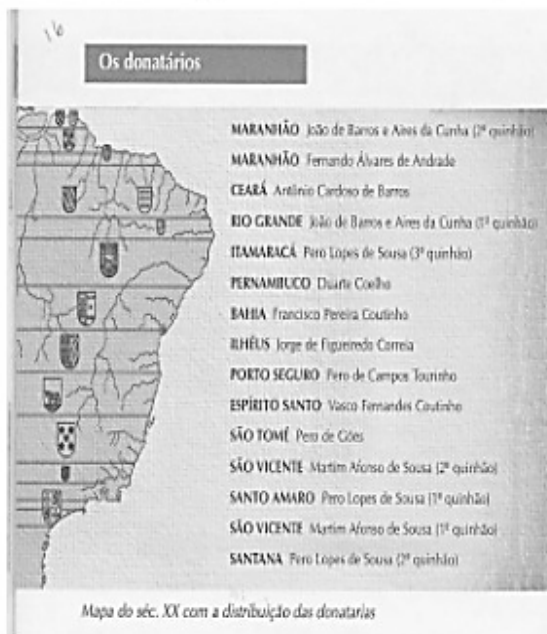 16
Os donatários
MARANHÃO João de Barros e Aires da Cunha (2º quinhão)
MARANHÃO Fernando Álvares de Andrade
CEARÁ Antônio Cardoso de Barros
RIO GRANDE João de Barros e Aires da Cunha (1º quinhão)
ITAMARACÁ Pero Lopes de Sousa (3º quinhão)
PERNAMBUCO Duarte Coelho
BAHIA Francisco Pereira Coutinho
ILHÉUS Jorge de Figueiredo Correia
PORTO SEGURO Pero de Campos Tourinho
ESPÍRITO SANTO Vasco Fernandes Coutinho
SÃO TOMÉ Pero de Góes
SÃO VICENTE Martim Afonso de Sousa (2º quinhão)
SANTO AMARO Pero Lopes de Sousa (1º quinhão)
SÃO VICENTE Martim Afonso de Sousa (1º quinhão)
SANTANA Pero Lopes de Sousa (2º quinhão)
Mapa do séc. XX com a distribuição das donatarias